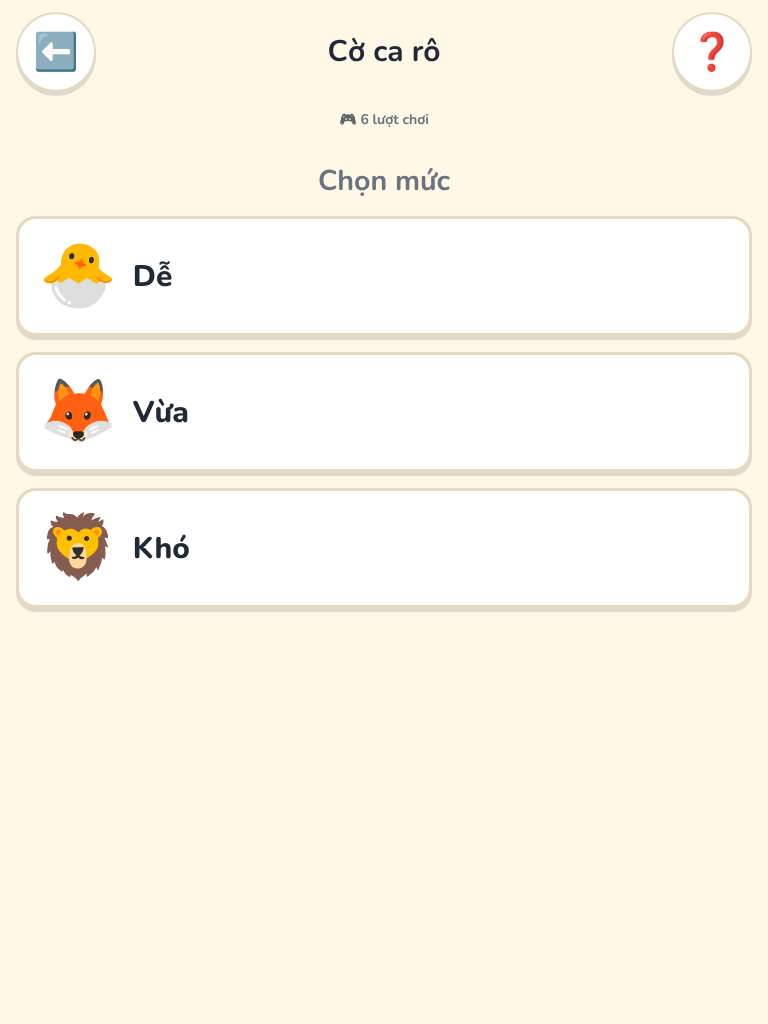 Cờ ca rô
🎮 6 lượt chơi
Chọn mức
Dễ
Vừa
Khó